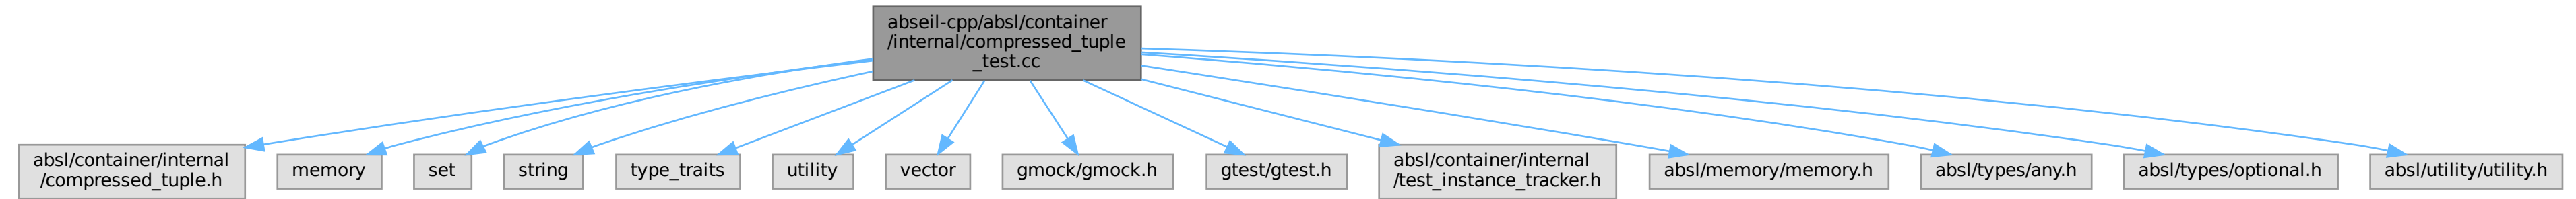 abseil-cpp/absl/container
/internal/compressed_tuple
_test.cc
absl/container/internal
/compressed_tuple.h
memory
set
string
type_traits
utility
vector
gmock/gmock.h
gtest/gtest.h
absl/container/internal
/test_instance_tracker.h
absl/memory/memory.h
absl/types/any.h
absl/types/optional.h
absl/utility/utility.h